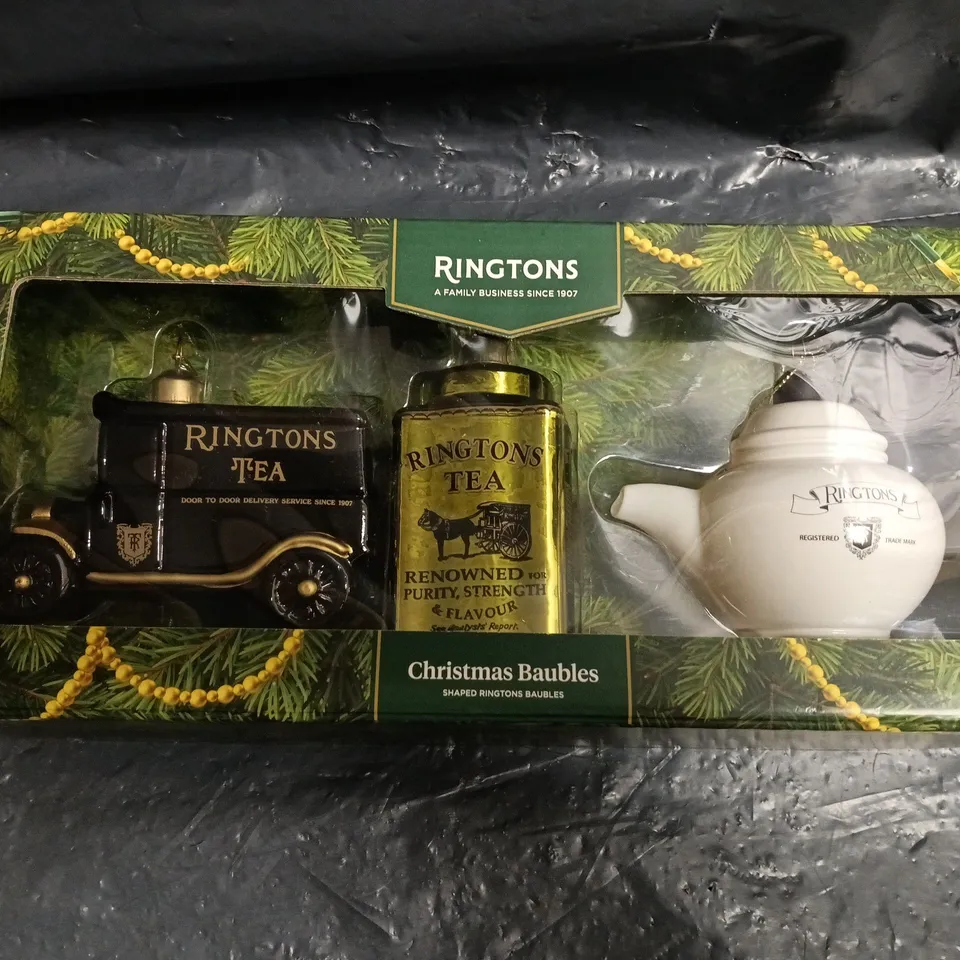 RINGTONS
A FAMILY BUSINESS SINCE 1907
RINGTONS
TEA
DOOR TO DOOR DELIVERY SERVICE SINCE 1907
RINGTONS
TEA
RENOWNED FOR
PURITY, STRENGTH
& FLAVOUR
See Analysts' Report.
RINGTONS
REGISTERED TRADE MARK
Christmas Baubles
SHAPED RINGTONS BAUBLES